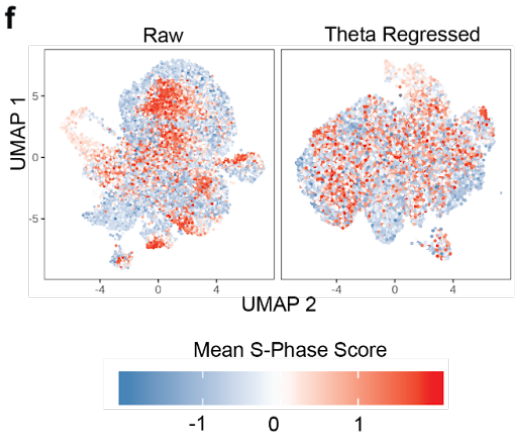 f
Raw
Theta Regressed
UMAP 1
5
0
-5
-4
0
4
-4
0
4
UMAP 2
Mean S-Phase Score
-1
0
1